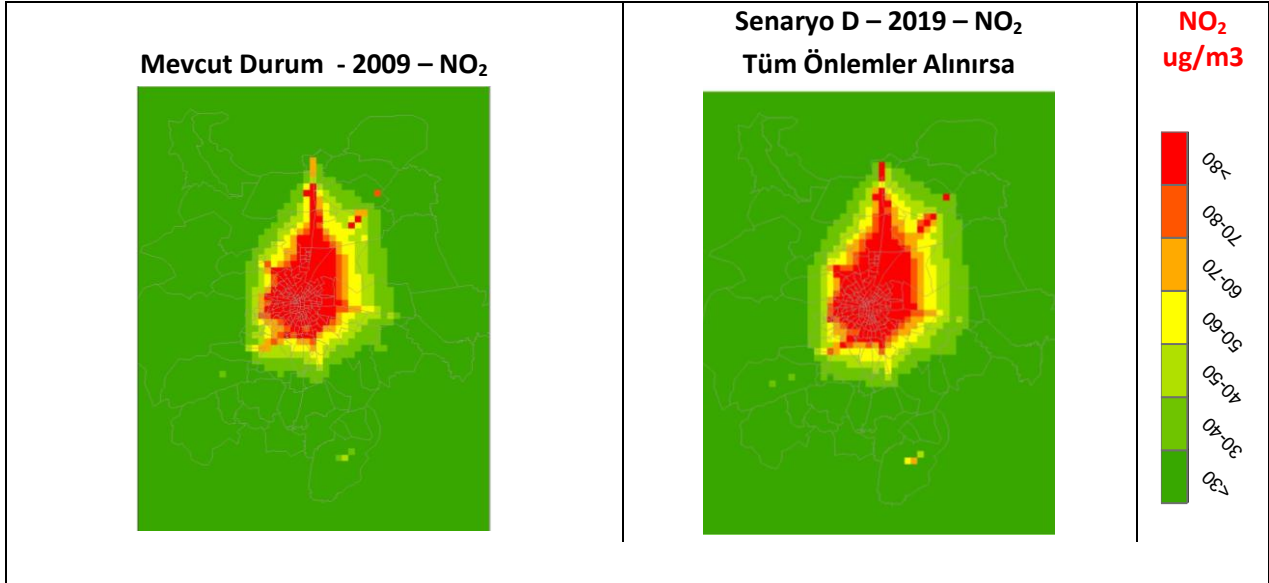 Mevcut Durum - 2009 – NO₂
Senaryo D – 2019 – NO₂
Tüm Önlemler Alınırsa
NO₂
ug/m3
>80
70-80
60-70
50-60
40-50
30-40
<30